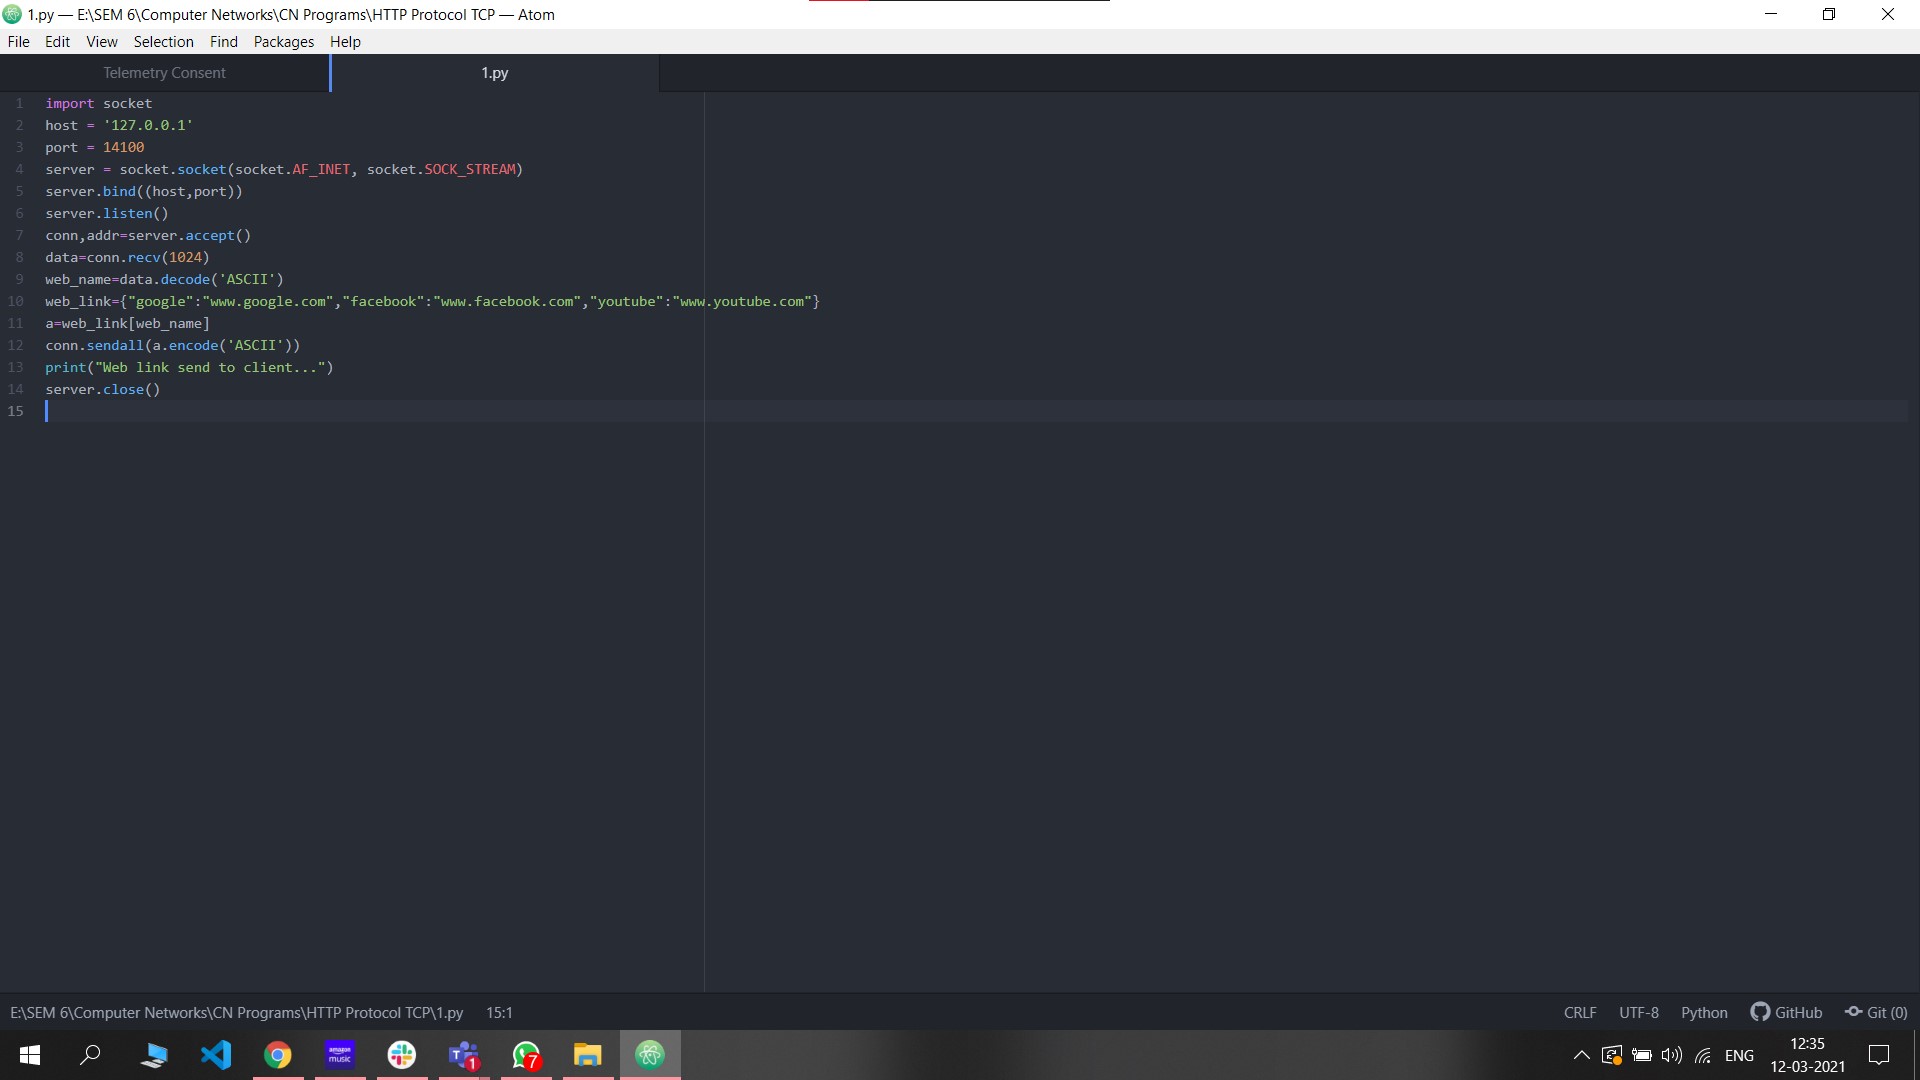 1.py — E:\SEM 6\Computer Networks\CN Programs\HTTP Protocol TCP — Atom
File Edit View Selection Find Packages Help
Telemetry Consent 1.py
1 import socket
2 host = '127.0.0.1'
3 port = 14100
4 server = socket.socket(socket.AF_INET, socket.SOCK_STREAM)
5 server.bind((host,port))
6 server.listen()
7 conn,addr=server.accept()
8 data=conn.recv(1024)
9 web_name=data.decode('ASCII')
10 web_link={"google":"www.google.com","facebook":"www.facebook.com","youtube":"www.youtube.com"}
11 a=web_link[web_name]
12 conn.sendall(a.encode('ASCII'))
13 print("Web link send to client...")
14 server.close()
15
E:\SEM 6\Computer Networks\CN Programs\HTTP Protocol TCP\1.py 15:1 CRLF UTF-8 Python GitHub Git (0)
amazon music
T 1
7
ENG
12:35
12-03-2021